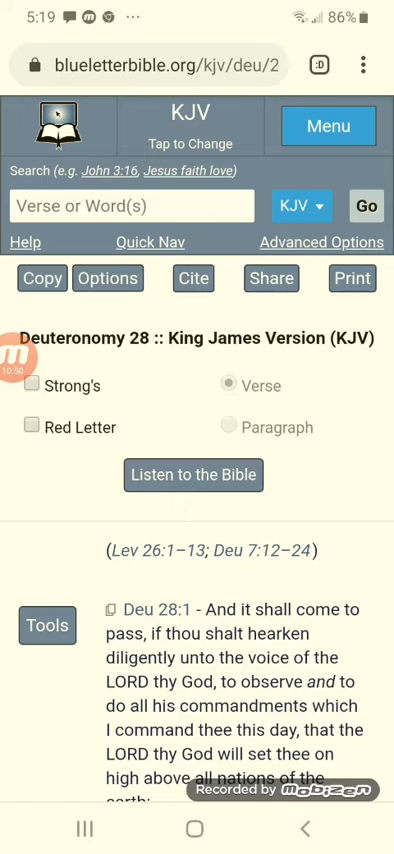 5:19 86%
blueletterbible.org/kjv/deu/2 :D
KJV
Tap to Change
Menu
Search (e.g. John 3:16, Jesus faith love)
Verse or Word(s) KJV Go
Help Quick Nav Advanced Options
Copy Options Cite Share Print
Deuteronomy 28 :: King James Version (KJV)
10:50
Strong's Verse
Red Letter Paragraph
Listen to the Bible
(Lev 26:1–13; Deu 7:12–24)
Tools
Deu 28:1 - And it shall come to
pass, if thou shalt hearken
diligently unto the voice of the
LORD thy God, to observe and to
do all his commandments which
I command thee this day, that the
LORD thy God will set thee on
high above all nations of the
earth:
Recorded by mobizen